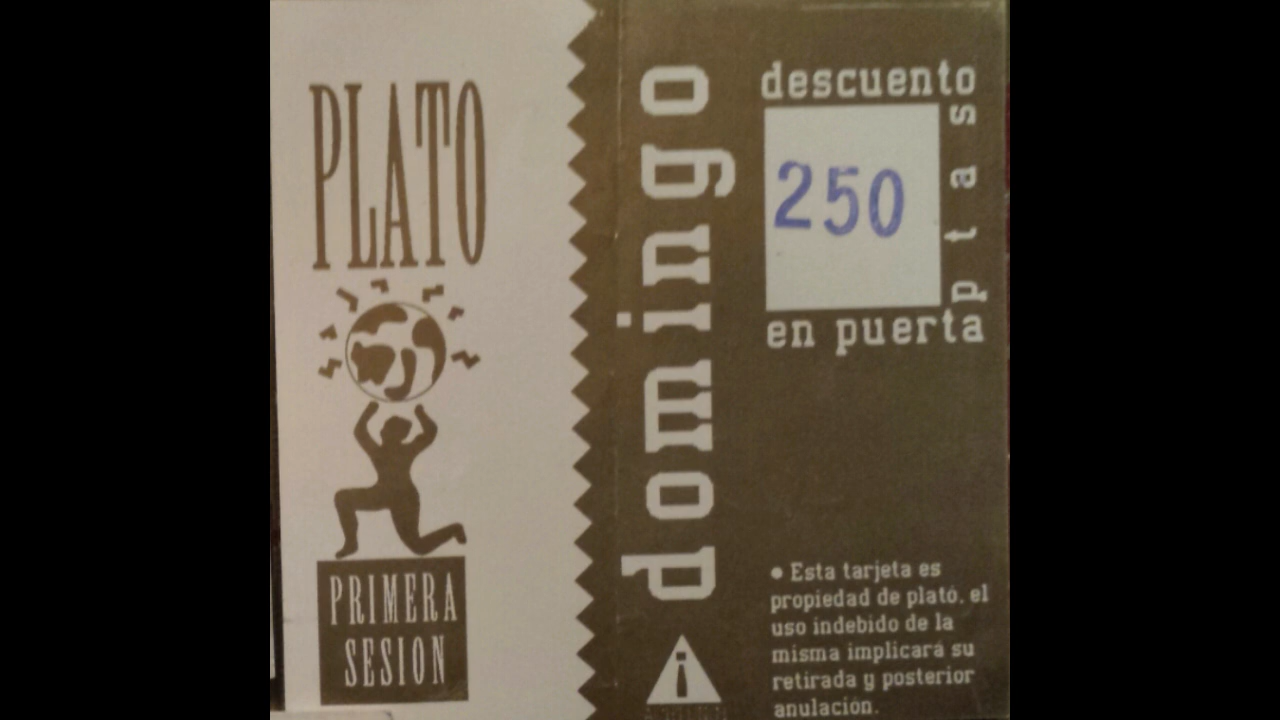 PLATO
PRIMERA
SESION
domingo
descuento
250
ptas
en puerta
• Esta tarjeta es
propiedad de plató. el
uso indebido de la
misma implicará su
retirada y posterior
anulación.